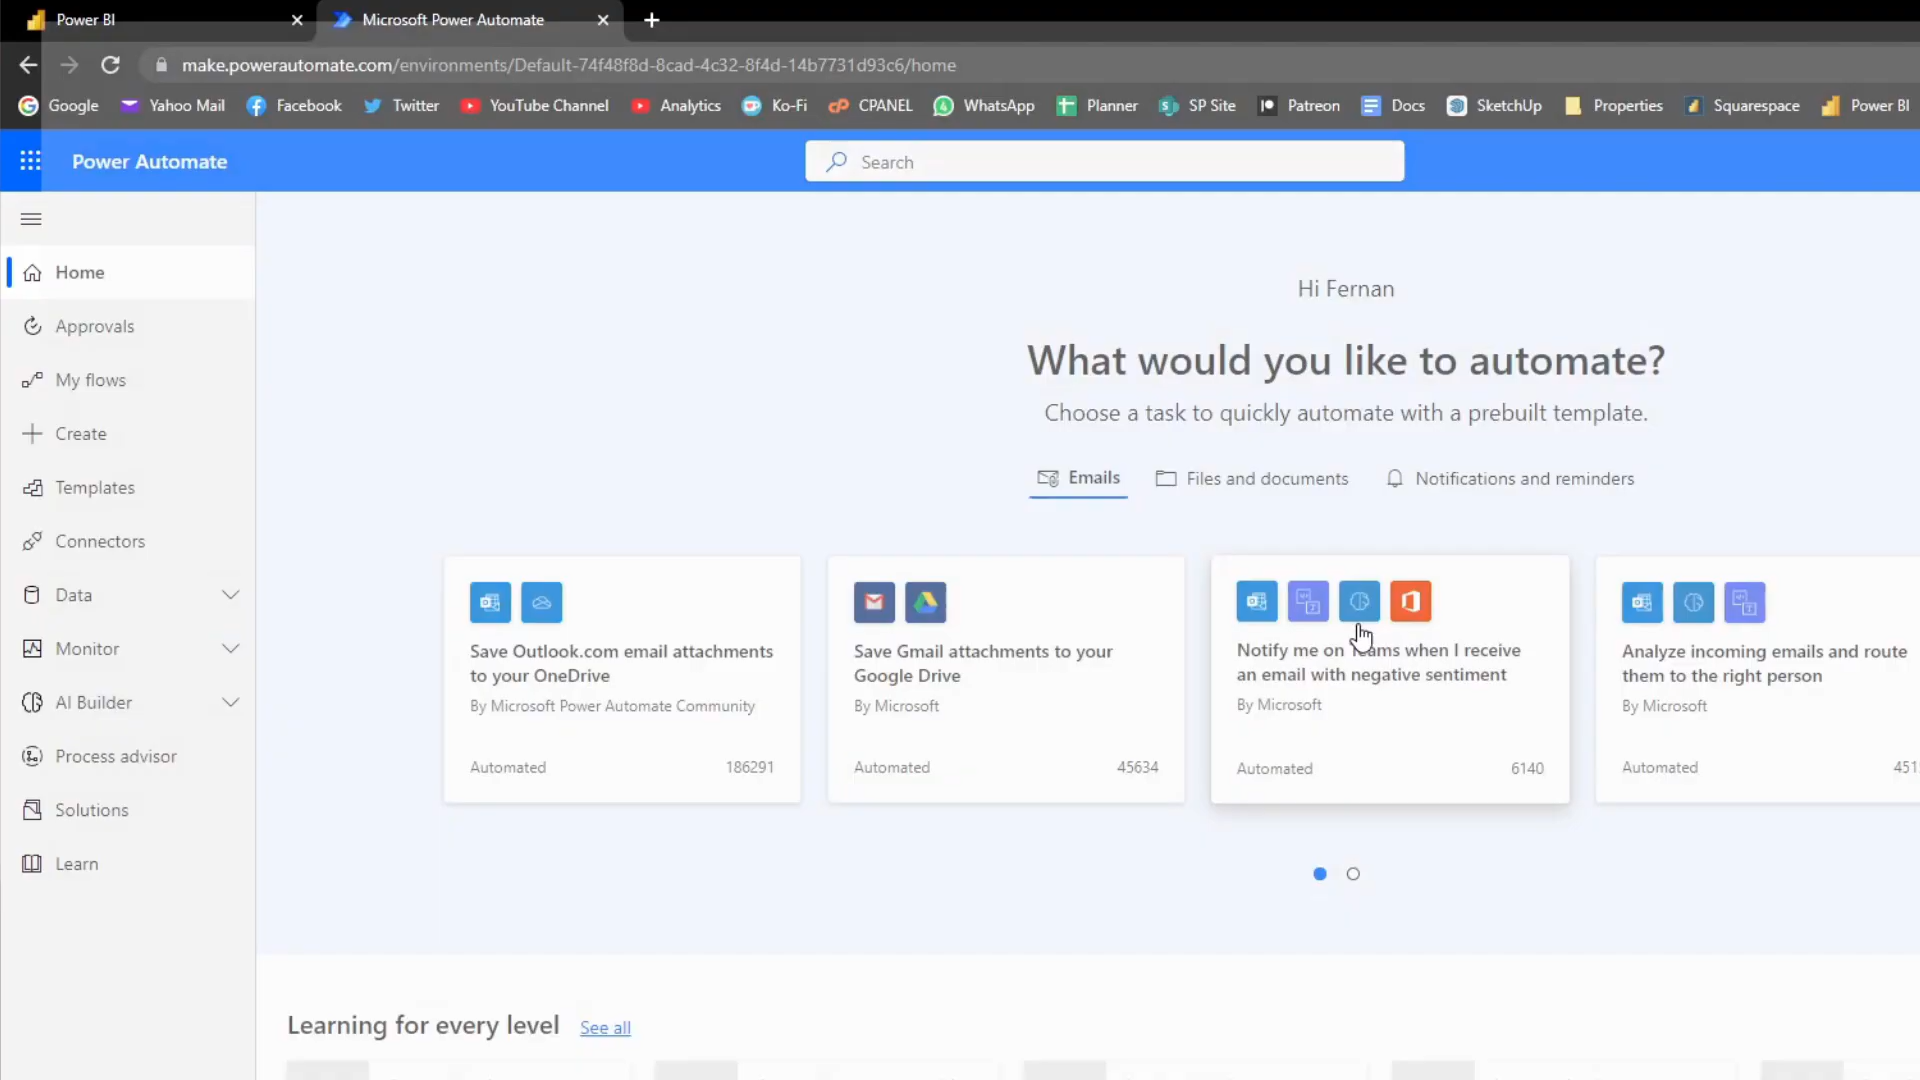 Power BI
Microsoft Power Automate
make.powerautomate.com/environments/Default-74f48f8d-8cad-4c32-8f4d-14b7731d93c6/home
Google Yahoo Mail Facebook Twitter YouTube Channel Analytics Ko-Fi CPANEL WhatsApp Planner SP Site Patreon Docs SketchUp Properties Squarespace Power BI
Power Automate
Search
Home
Approvals
My flows
Create
Templates
Connectors
Data
Monitor
AI Builder
Process advisor
Solutions
Learn
Hi Fernan
What would you like to automate?
Choose a task to quickly automate with a prebuilt template.
Emails Files and documents Notifications and reminders
Save Outlook.com email attachments
to your OneDrive
By Microsoft Power Automate Community
Automated 186291
Save Gmail attachments to your
Google Drive
By Microsoft
Automated 45634
Notify me on Teams when I receive
an email with negative sentiment
By Microsoft
Automated 6140
Analyze incoming emails and route
them to the right person
By Microsoft
Automated
Learning for every level See all